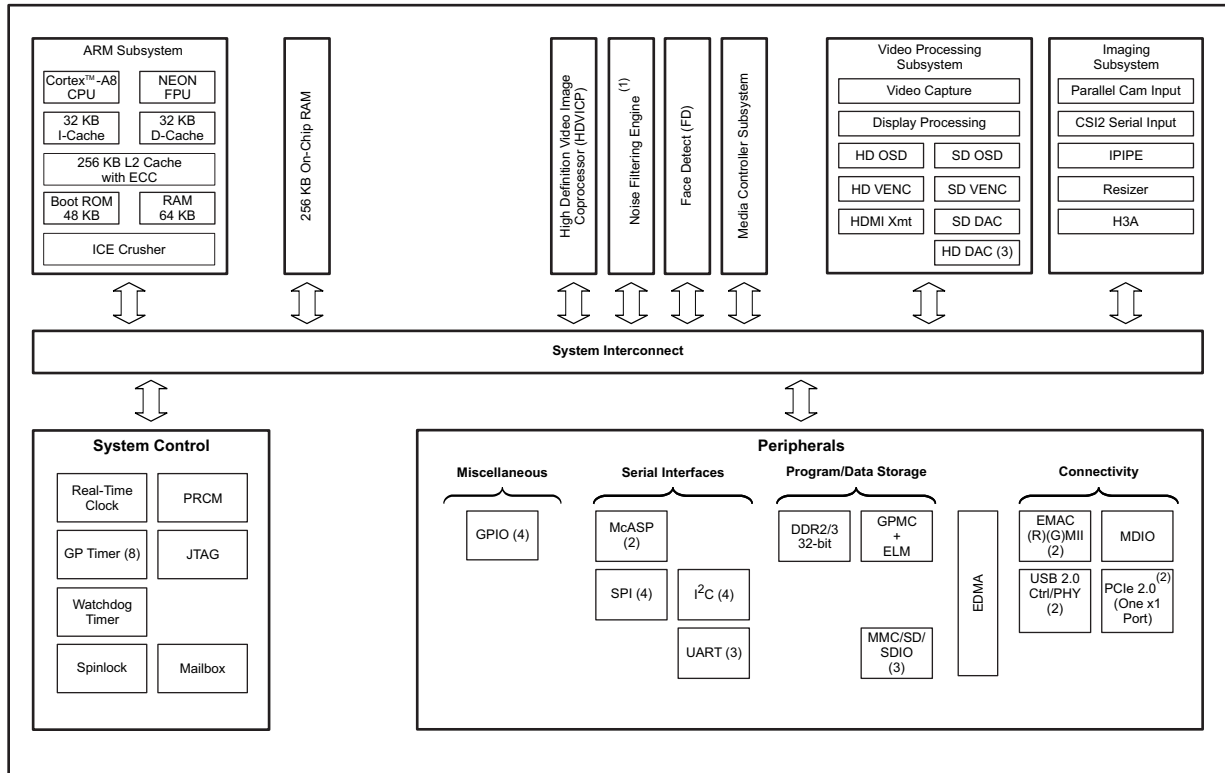 ARM Subsystem
Cortex™-A8
CPU
NEON
FPU
32 KB
I-Cache
32 KB
D-Cache
256 KB L2 Cache
with ECC
Boot ROM
48 KB
RAM
64 KB
ICE Crusher
256 KB On-Chip RAM
High Definition Video Image
Coprocessor (HDVICP)
Noise Filtering Engine (1)
Face Detect (FD)
Media Controller Subsystem
Video Processing
Subsystem
Video Capture
Display Processing
HD OSD
SD OSD
HD VENC
SD VENC
HDMI Xmt
SD DAC
HD DAC (3)
Imaging
Subsystem
Parallel Cam Input
CSI2 Serial Input
IPIPE
Resizer
H3A
System Interconnect
System Control
Real-Time
Clock
PRCM
GP Timer (8)
JTAG
Watchdog
Timer
Spinlock
Mailbox
Peripherals
Miscellaneous
GPIO (4)
Serial Interfaces
McASP
(2)
SPI (4)
I²C (4)
UART (3)
Program/Data Storage
DDR2/3
32-bit
GPMC
+
ELM
MMC/SD/
SDIO
(3)
EDMA
Connectivity
EMAC
(R)(G)MII
(2)
MDIO
USB 2.0
Ctrl/PHY
(2)
PCIe 2.0 (2)
(One x1
Port)